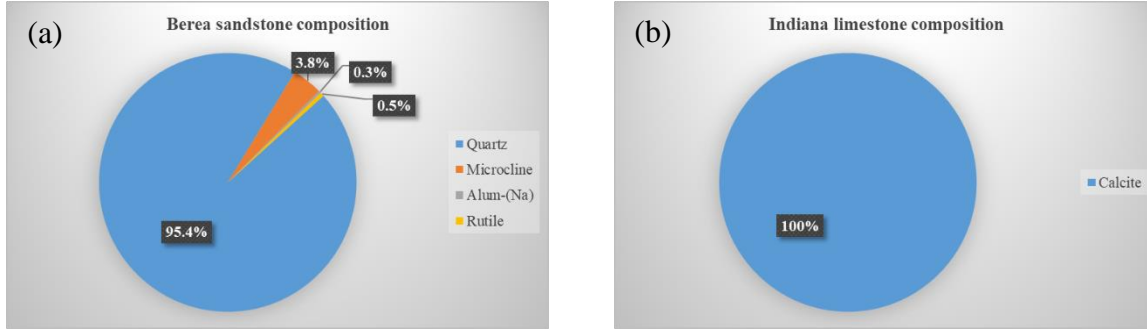 (a)
Berea sandstone composition
3.8%
0.3%
0.5%
95.4%
Quartz
Microcline
Alum-(Na)
Rutile
(b)
Indiana limestone composition
100%
Calcite